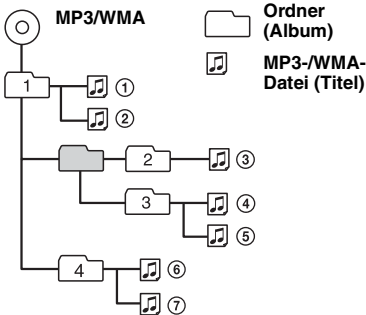 MP3/WMA
Ordner
(Album)
MP3-/WMA-
Datei (Titel)
1
①
②
2
③
3
④
⑤
4
⑥
⑦